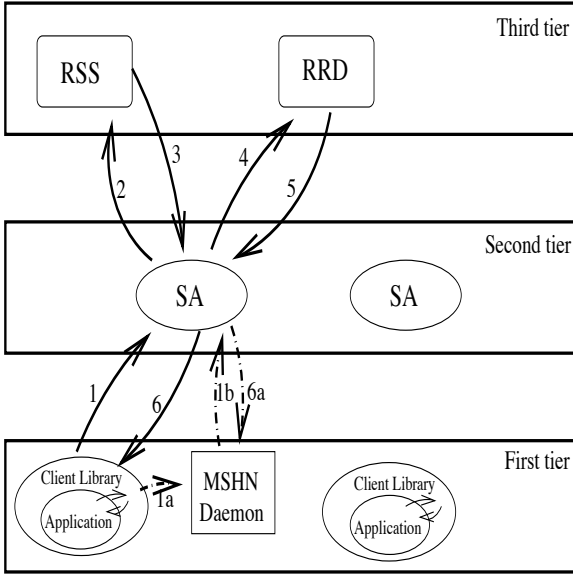 Third tier
RSS
RRD
3
4
2
5
Second tier
SA
SA
1
6
1b
6a
First tier
Client Library
Application
1a
MSHN
Daemon
Client Library
Application